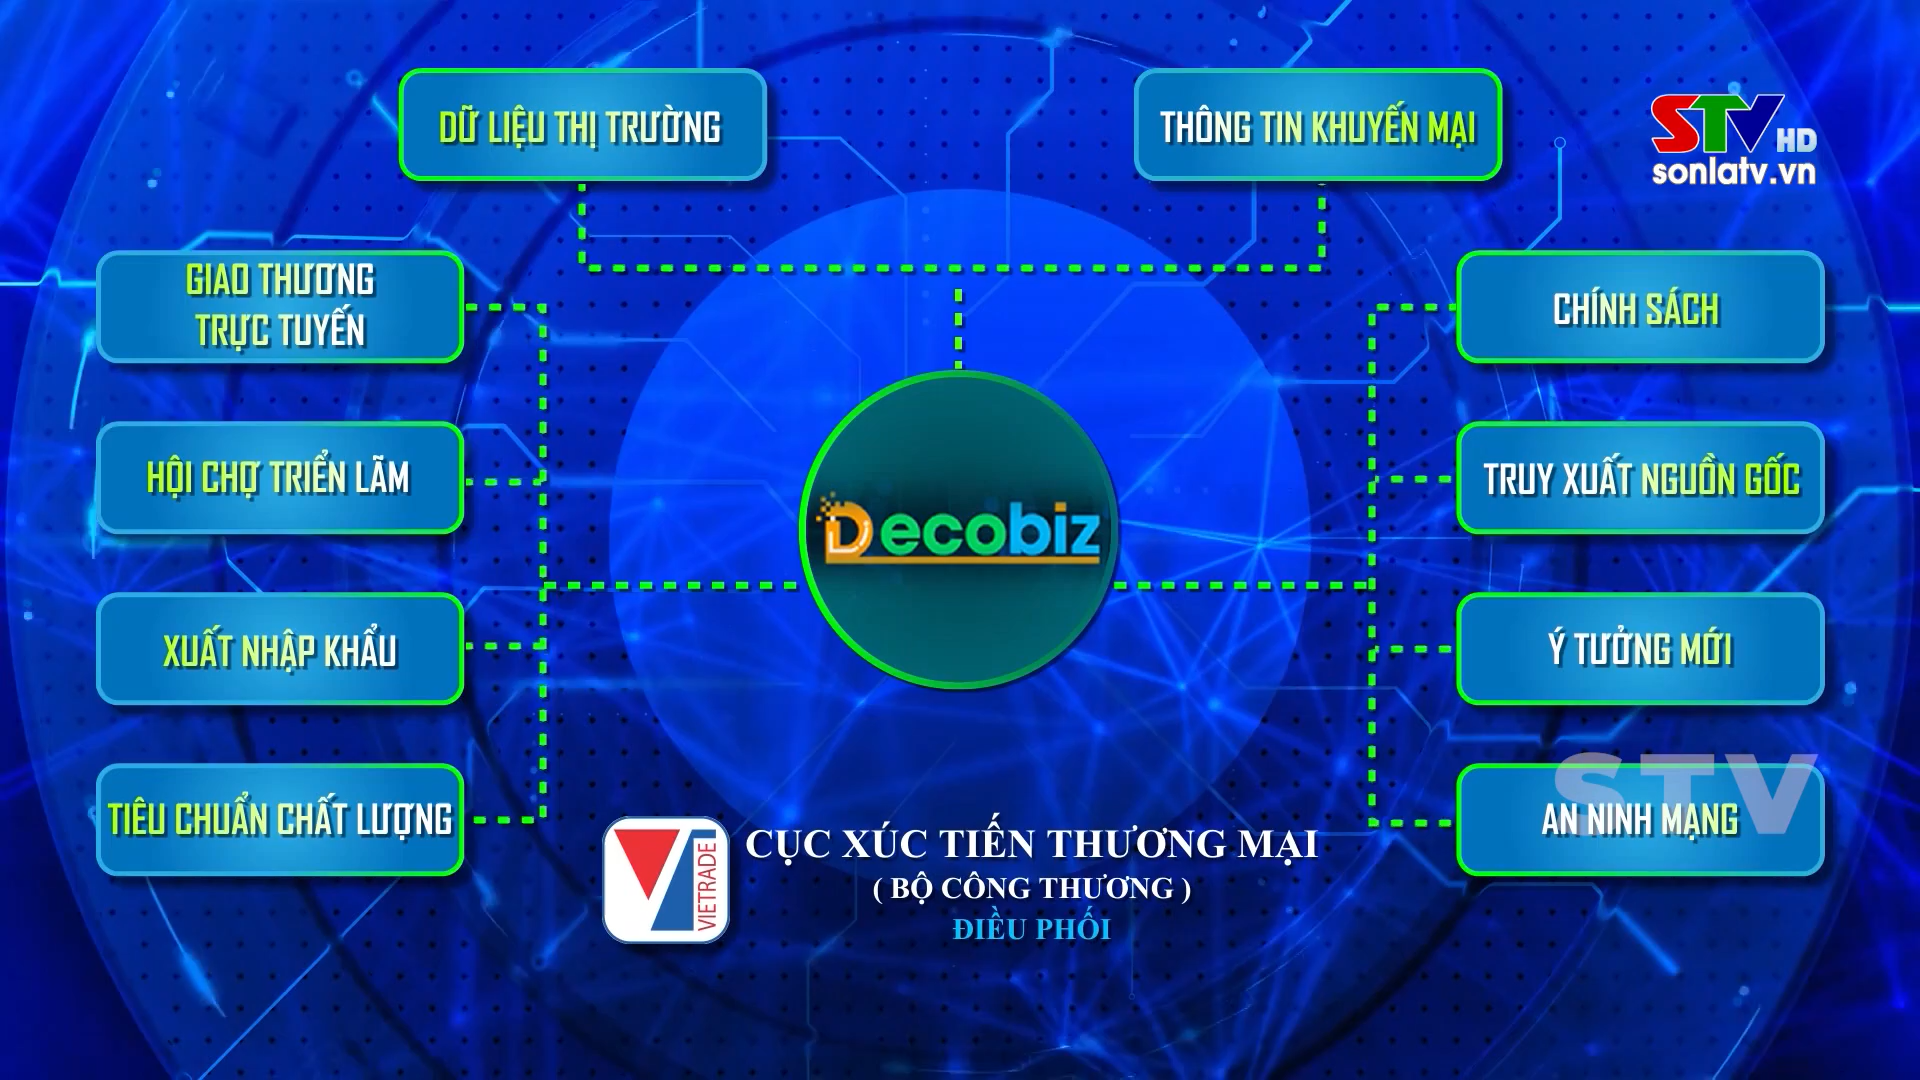 DỮ LIỆU THỊ TRƯỜNG
THÔNG TIN KHUYẾN MẠI
STV HD
sonlatv.vn
GIAO THƯƠNG
TRỰC TUYẾN
CHÍNH SÁCH
HỘI CHỢ TRIỂN LÃM
TRUY XUẤT NGUỒN GỐC
Decobiz
XUẤT NHẬP KHẨU
Ý TƯỞNG MỚI
TIÊU CHUẨN CHẤT LƯỢNG
STV
AN NINH MẠNG
VIETRADE
CỤC XÚC TIẾN THƯƠNG MẠI
( BỘ CÔNG THƯƠNG )
ĐIỀU PHỐI